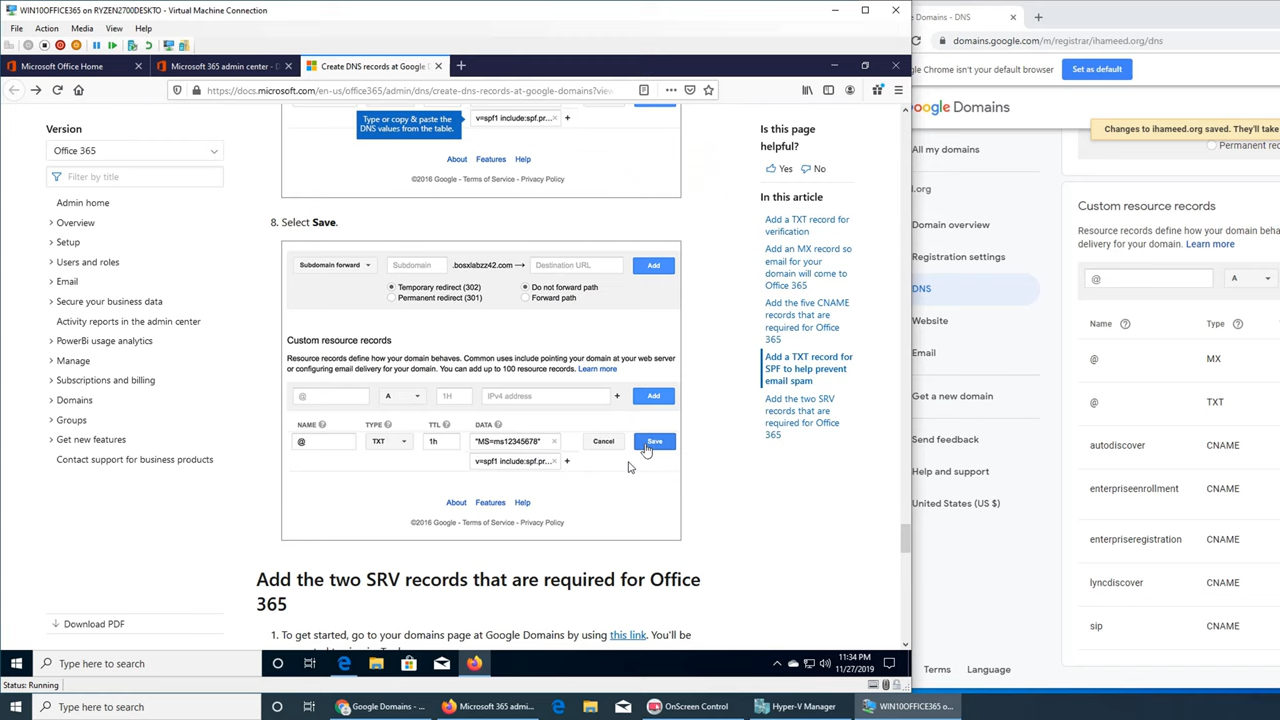 WIN10OFFICE365 on RYZEN2700DESKTO - Virtual Machine Connection
File Action Media View Help
Microsoft Office Home
Microsoft 365 admin center -
Create DNS records at Google D
https://docs.microsoft.com/en-us/office365/admin/dns/create-dns-records-at-google-domains?view
Version
Office 365
Filter by title
Admin home
Overview
Setup
Users and roles
Email
Secure your business data
Activity reports in the admin center
PowerBi usage analytics
Manage
Subscriptions and billing
Domains
Groups
Get new features
Contact support for business products
Download PDF
Type or copy & paste the
DNS values from the table.
v=spf1 include:spf.pr...
About Features Help
©2016 Google - Terms of Service - Privacy Policy
8. Select Save.
Subdomain forward
Subdomain
.bosxlabzz42.com
Destination URL
Add
Temporary redirect (302)
Do not forward path
Permanent redirect (301)
Forward path
Custom resource records
Resource records define how your domain behaves. Common uses include pointing your domain at your web server
or configuring email delivery for your domain. You can add up to 100 resource records. Learn more
@ A 1H IPv4 address + Add
NAME TYPE TTL DATA
@ TXT 1h "MS=ms12345678" Cancel Save
v=spf1 include:spf.pr... +
About Features Help
©2016 Google - Terms of Service - Privacy Policy
Add the two SRV records that are required for Office
365
1. To get started, go to your domains page at Google Domains by using this link. You'll be
Is this page
helpful?
Yes No
In this article
Add a TXT record for
verification
Add an MX record so
email for your
domain will come to
Office 365
Add the five CNAME
records that are
required for Office
365
Add a TXT record for
SPF to help prevent
email spam
Add the two SRV
records that are
required for Office
365
Type here to search
11:34 PM
11/27/2019
Status: Running
e Domains - DNS
domains.google.com/m/registrar/ihameed.org/dns
le Chrome isn't your default browser
Set as default
ogle Domains
Changes to ihameed.org saved. They'll take
Permanent rec
All my domains
.org
Domain overview
Registration settings
DNS
Website
Email
Get a new domain
Send feedback
Help and support
United States (US $)
Custom resource records
Resource records define how your domain beha
delivery for your domain. Learn more
@ A
Name Type
@ MX
@ TXT
autodiscover CNAME
enterpriseenrollment CNAME
enterpriseregistration CNAME
lyncdiscover CNAME
sip CNAME
Terms Language
Type here to search
Google Domains - ...
Microsoft 365 admi...
OnScreen Control
Hyper-V Manager
WIN10OFFICE365 o...